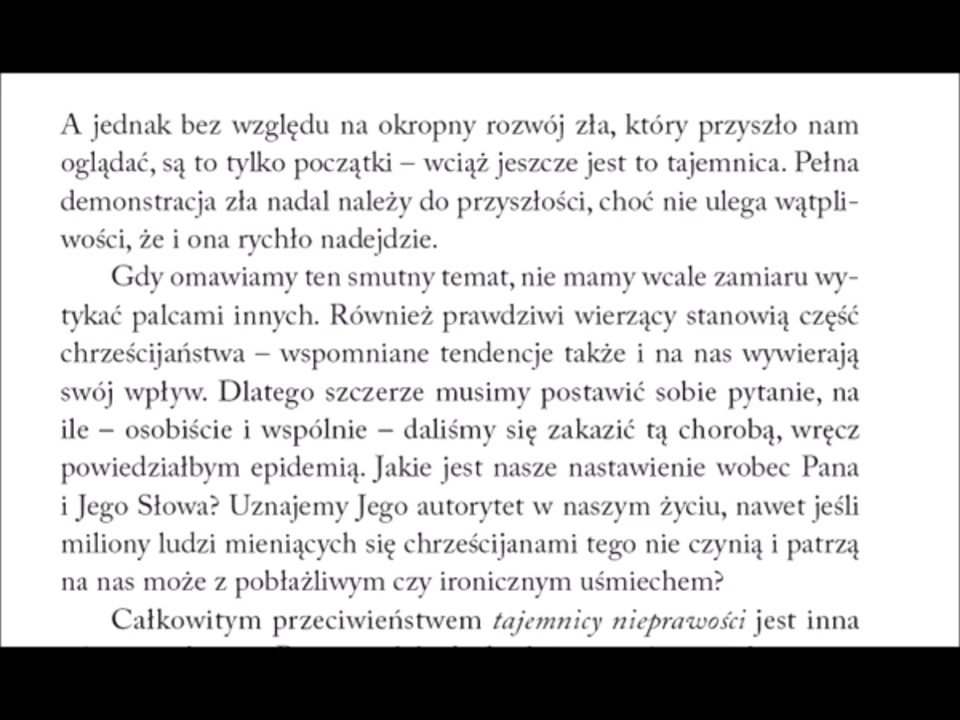 A jednak bez względu na okropny rozwój zła, który przyszło nam
oglądać, są to tylko początki – wciąż jeszcze jest to tajemnica. Pełna
demonstracja zła nadal należy do przyszłości, choć nie ulega wątpli-
wości, że i ona rychło nadejdzie.
Gdy omawiamy ten smutny temat, nie mamy wcale zamiaru wy-
tykać palcami innych. Również prawdziwi wierzący stanowią część
chrześcijaństwa – wspomniane tendencje także i na nas wywierają
swój wpływ. Dlatego szczerze musimy postawić sobie pytanie, na
ile – osobiście i wspólnie – daliśmy się zakazić tą chorobą, wręcz
powiedziałbym epidemią. Jakie jest nasze nastawienie wobec Pana
i Jego Słowa? Uznajemy Jego autorytet w naszym życiu, nawet jeśli
miliony ludzi mieniących się chrześcijanami tego nie czynią i patrzą
na nas może z pobłażliwym czy ironicznym uśmiechem?
Całkowitym przeciwieństwem tajemnicy nieprawości jest inna